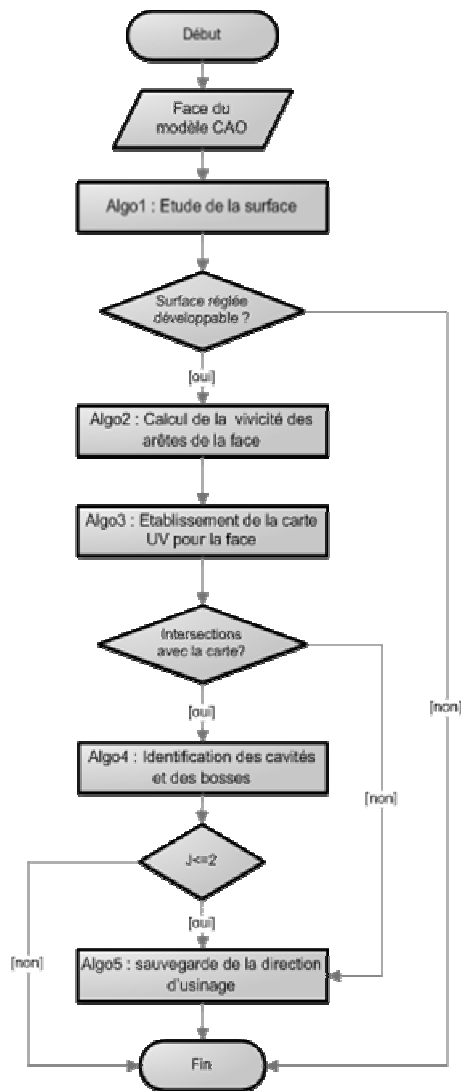 Début
Face du
modèle CAO
Algo1 : Etude de la surface
Surface réglée
développable ?
[oui]
Algo2 : Calcul de la vivicité des
arêtes de la face
Algo3 : Etablissement de la carte
UV pour la face
Intersections
avec la carte?
[oui]
[non]
Algo4 : Identification des cavités
et des bosses
[non]
J<=2
[oui]
[non]
Algo5 : sauvegarde de la direction
d'usinage
Fin